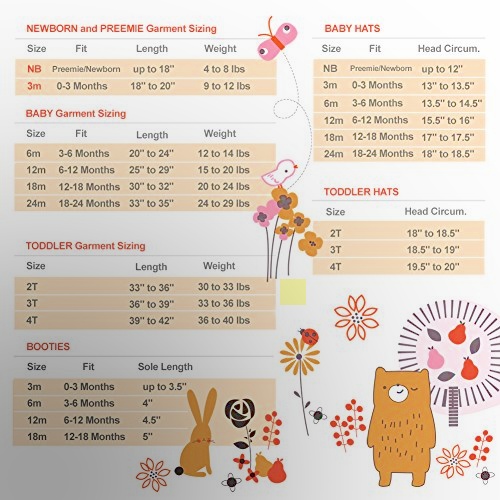 NEWBORN and PREEMIE Garment Sizing
Size Fit Length Weight
NB Preemie/Newborn up to 18" 4 to 8 lbs
3m 0-3 Months 18" to 20" 9 to 12 lbs
BABY Garment Sizing
Size Fit Length Weight
6m 3-6 Months 20" to 24" 12 to 14 lbs
12m 6-12 Months 25" to 29" 15 to 20 lbs
18m 12-18 Months 30" to 32" 20 to 24 lbs
24m 18-24 Months 33" to 35" 24 to 29 lbs
TODDLER Garment Sizing
Size Length Weight
2T 33" to 36" 30 to 33 lbs
3T 36" to 39" 33 to 36 lbs
4T 39" to 42" 36 to 40 lbs
BOOTIES
Size Fit Sole Length
3m 0-3 Months up to 3.5"
6m 3-6 Months 4"
12m 6-12 Months 4.5"
18m 12-18 Months 5"
BABY HATS
Size Fit Head Circum.
NB Preemie/Newborn up to 12"
3m 0-3 Months 13" to 13.5"
6m 3-6 Months 13.5" to 14.5"
12m 6-12 Months 15.5" to 16"
18m 12-18 Months 17" to 17.5"
24m 18-24 Months 18" to 18.5"
TODDLER HATS
Size Head Circum.
2T 18" to 18.5"
3T 18.5" to 19"
4T 19.5" to 20"